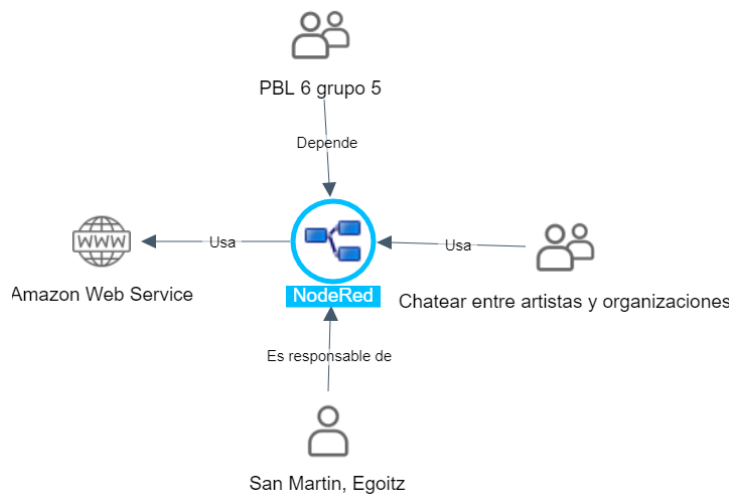 PBL 6 grupo 5
Depende
WWW
Usa
Usa
Amazon Web Service
NodeRed
Chatear entre artistas y organizaciones
Es responsable de
San Martin, Egoitz